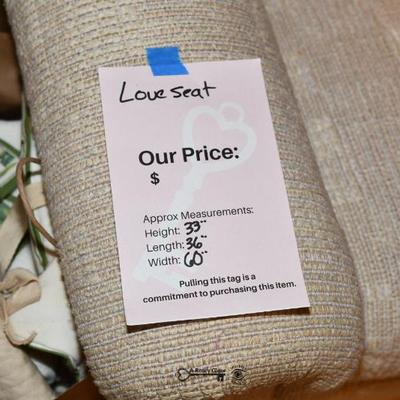 Love seat
Our Price:
$
Approx Measurements:
Height: 33"
Length: 36"
Width: 60"
Pulling this tag is a
commitment to purchasing this item.